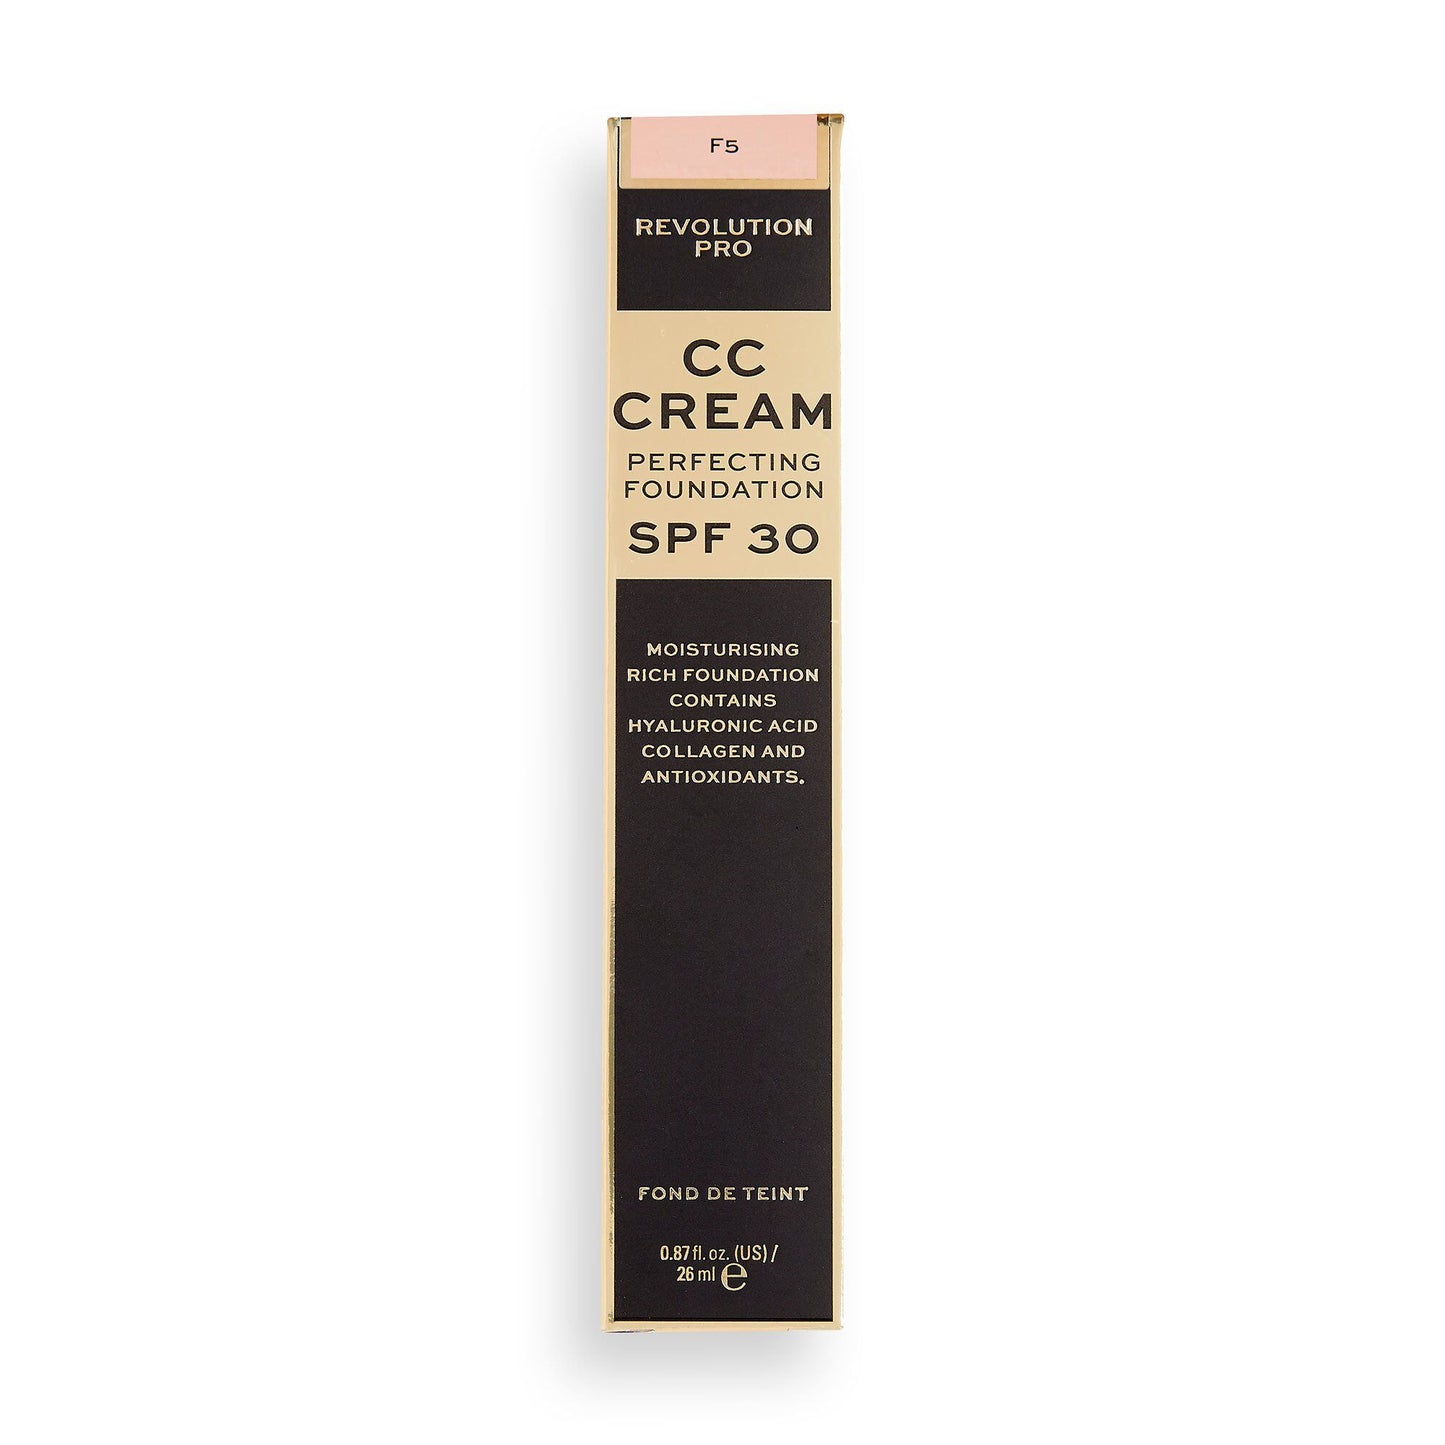 F5
REVOLUTION
PRO
CC
CREAM
PERFECTING
FOUNDATION
SPF 30
MOISTURISING
RICH FOUNDATION
CONTAINS
HYALURONIC ACID
COLLAGEN AND
ANTIOXIDANTS.
FOND DE TEINT
0.87 fl. oz. (US) /
26 ml ℮